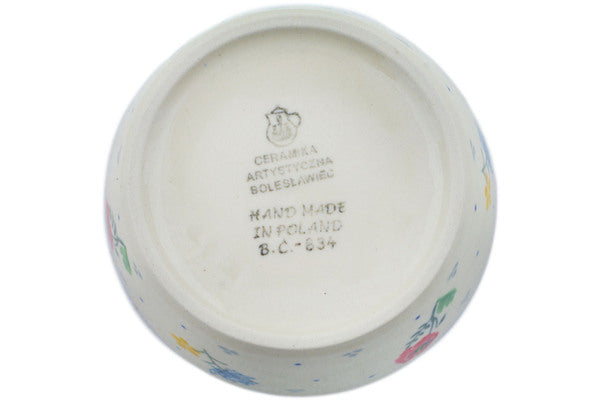 CERAMIKA
ARTYSTYCZNA
BOLESŁAWIEC
HAND MADE
IN POLAND
B.C.-834